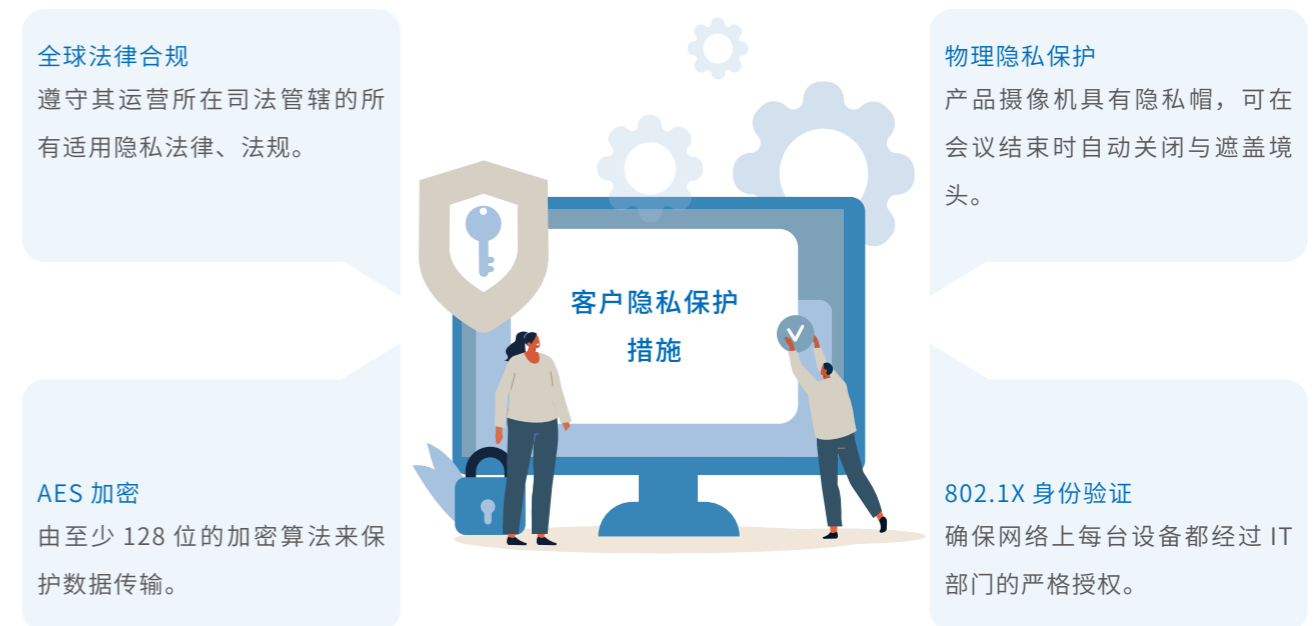 全球法律合规
遵守其运营所在司法管辖的所
有适用隐私法律、法规。
物理隐私保护
产品摄像机具有隐私帽，可在
会议结束时自动关闭与遮盖境
头。
客户隐私保护
措施
AES 加密
由至少 128 位的加密算法来保
护数据传输。
802.1X 身份验证
确保网络上每台设备都经过 IT
部门的严格授权。